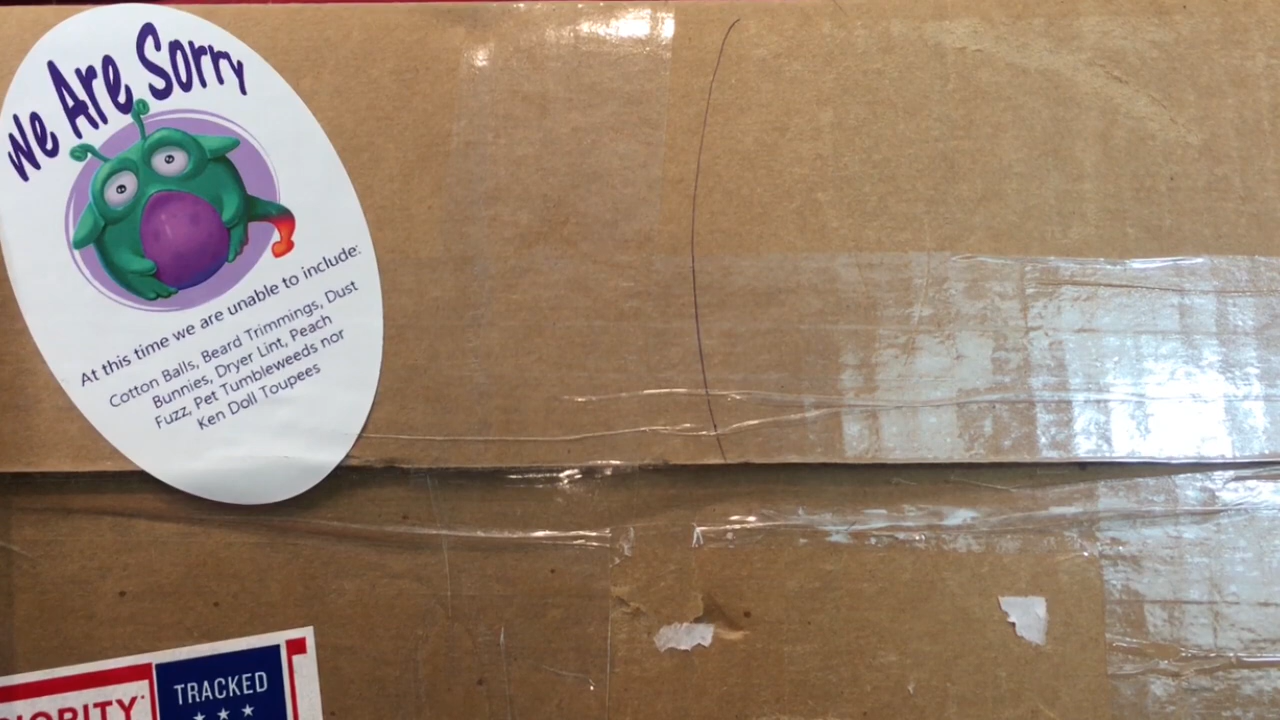 We Are Sorry
At this time we are unable to include:
Cotton Balls, Beard Trimmings, Dust
Bunnies, Dryer Lint, Peach
Fuzz, Pet Tumbleweeds nor
Ken Doll Toupees
TRACKED